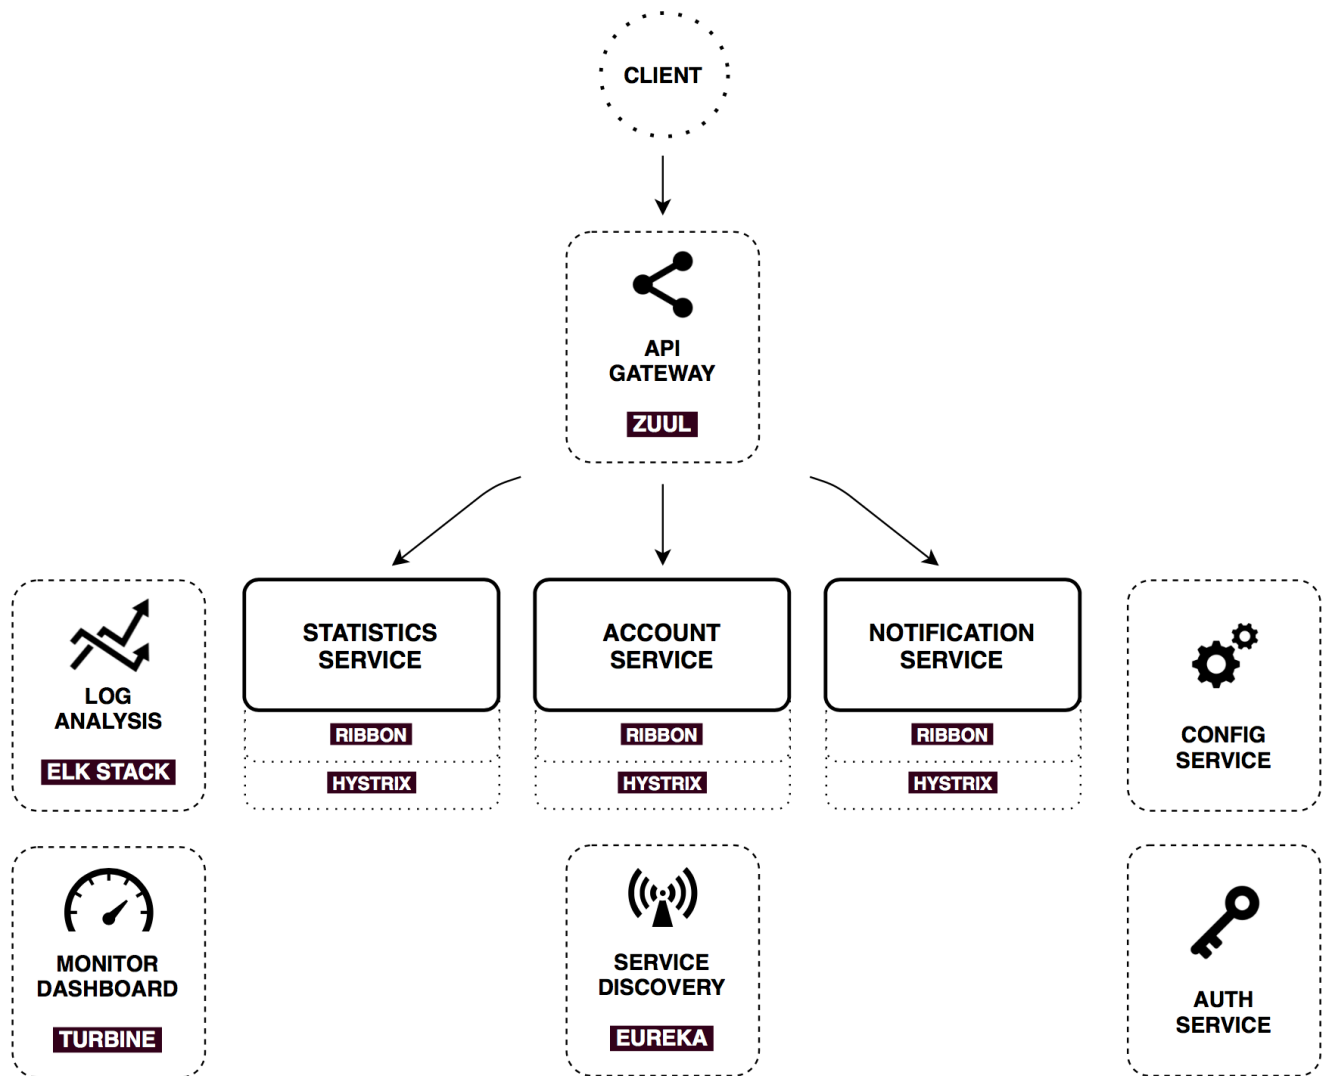 CLIENT
API
GATEWAY
ZUUL
LOG
ANALYSIS
ELK STACK
STATISTICS
SERVICE
RIBBON
HYSTRIX
ACCOUNT
SERVICE
RIBBON
HYSTRIX
NOTIFICATION
SERVICE
RIBBON
HYSTRIX
CONFIG
SERVICE
MONITOR
DASHBOARD
TURBINE
SERVICE
DISCOVERY
EUREKA
AUTH
SERVICE